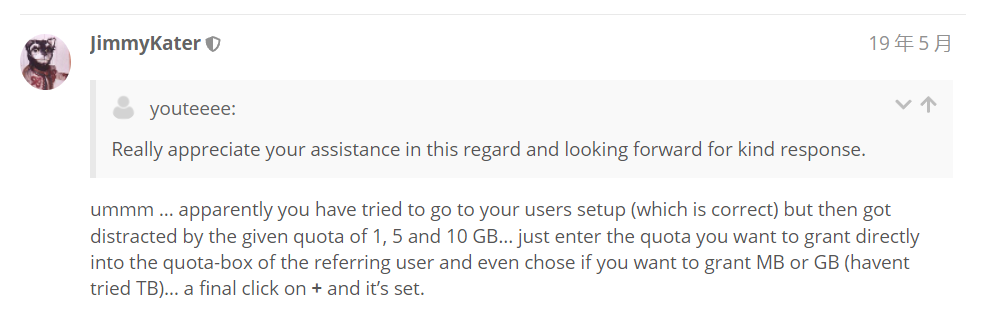 JimmyKater
19 年 5 月
youteeee:
Really appreciate your assistance in this regard and looking forward for kind response.
ummm … apparently you have tried to go to your users setup (which is correct) but then got
distracted by the given quota of 1, 5 and 10 GB… just enter the quota you want to grant directly
into the quota-box of the referring user and even chose if you want to grant MB or GB (havent
tried TB)… a final click on + and it’s set.